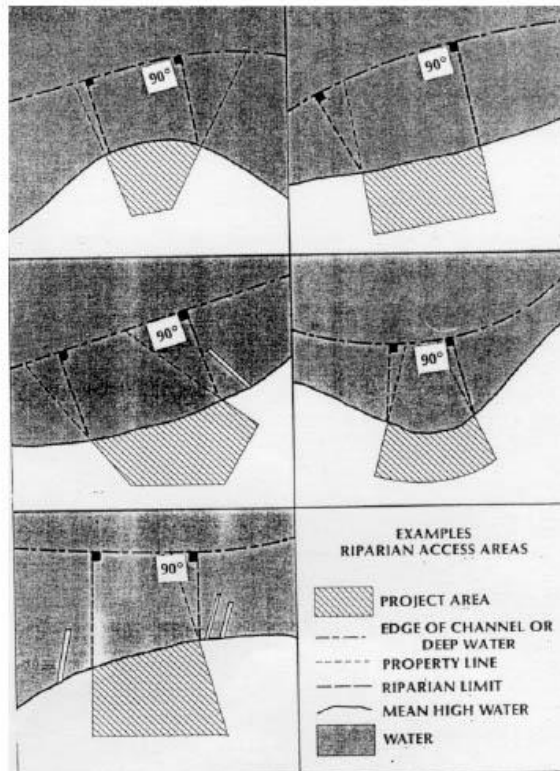 90°
90°
90°
90°
90°
EXAMPLES
RIPARIAN ACCESS AREAS
PROJECT AREA
EDGE OF CHANNEL OR
DEEP WATER
PROPERTY LINE
RIPARIAN LIMIT
MEAN HIGH WATER
WATER